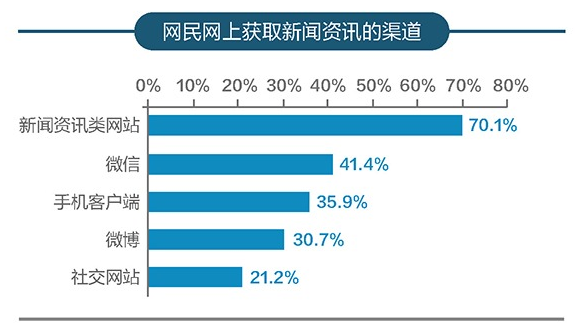 网民网上获取新闻资讯的渠道
0% 10% 20% 30% 40% 50% 60% 70% 80%
新闻资讯类网站 70.1%
微信 41.4%
手机客户端 35.9%
微博 30.7%
社交网站 21.2%